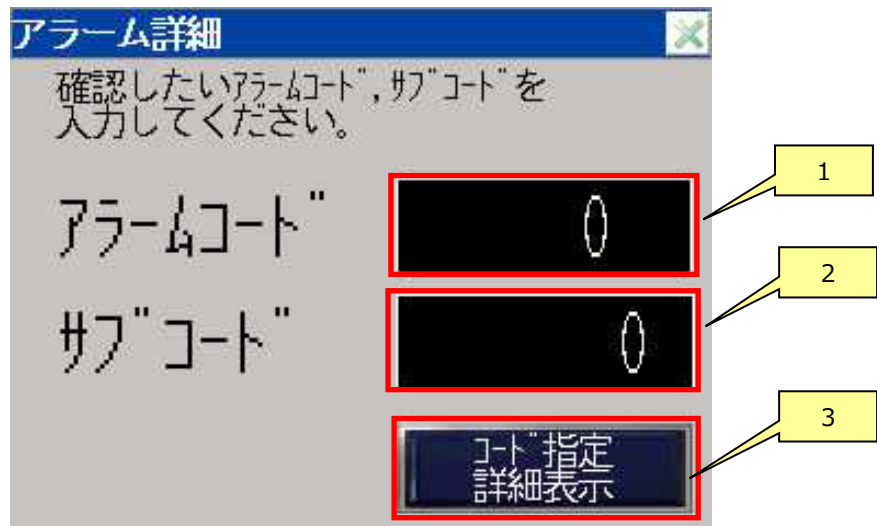 アラーム詳細
確認したいｱﾗｰﾑｺｰﾄﾞ,ｻﾌﾞｺｰﾄﾞを
入力してください。
ｱﾗｰﾑｺｰﾄﾞ
0
1
ｻﾌﾞｺｰﾄﾞ
0
2
ｺｰﾄﾞ指定
詳細表示
3